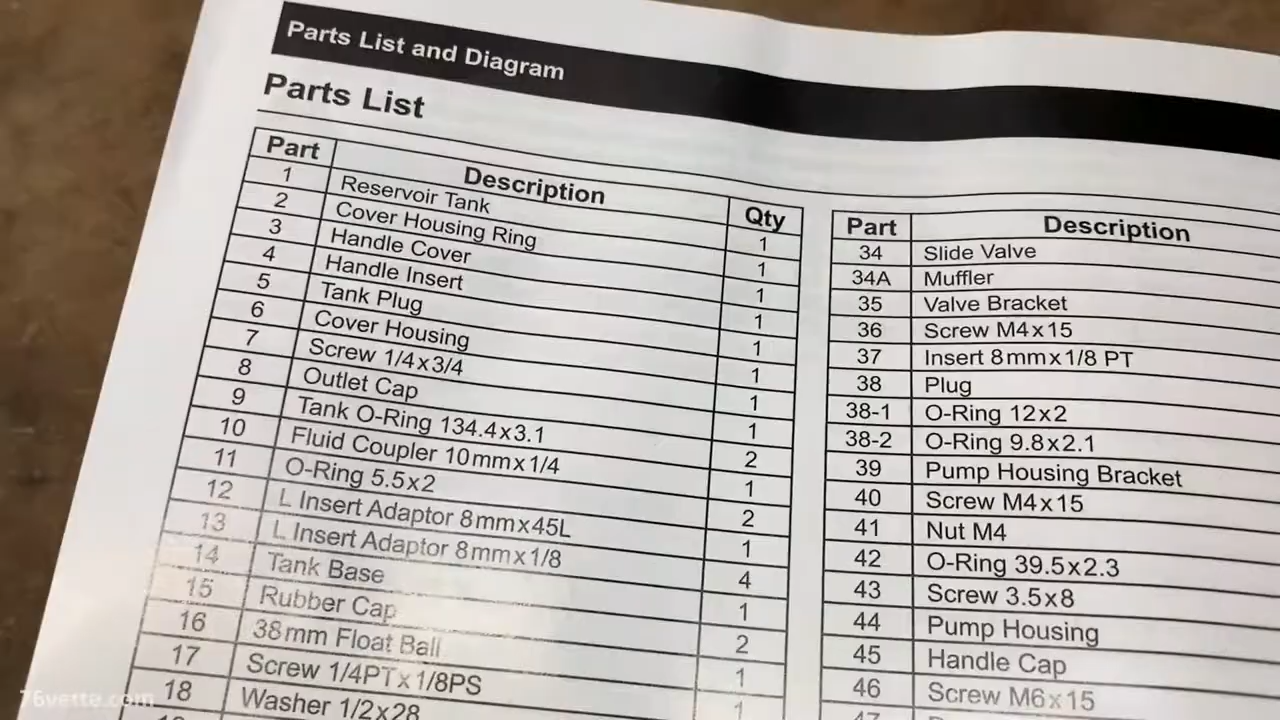 Parts List and Diagram
Parts List
Part Description Qty
1 Reservoir Tank 1
2 Cover Housing Ring 1
3 Handle Cover 1
4 Handle Insert 1
5 Tank Plug 1
6 Cover Housing 1
7 Screw 1/4x3/4 1
8 Outlet Cap 1
9 Tank O-Ring 134.4x3.1 2
10 Fluid Coupler 10mmx1/4 1
11 O-Ring 5.5x2 2
12 L Insert Adaptor 8mmx45L 1
13 L Insert Adaptor 8mmx1/8 4
14 Tank Base 1
15 Rubber Cap 2
16 38mm Float Ball 1
17 Screw 1/4PTx1/8PS 1
18 Washer 1/2x28
Part Description
34 Slide Valve
34A Muffler
35 Valve Bracket
36 Screw M4x15
37 Insert 8mmx1/8 PT
38 Plug
38-1 O-Ring 12x2
38-2 O-Ring 9.8x2.1
39 Pump Housing Bracket
40 Screw M4x15
41 Nut M4
42 O-Ring 39.5x2.3
43 Screw 3.5x8
44 Pump Housing
45 Handle Cap
46 Screw M6x15
76vette.com